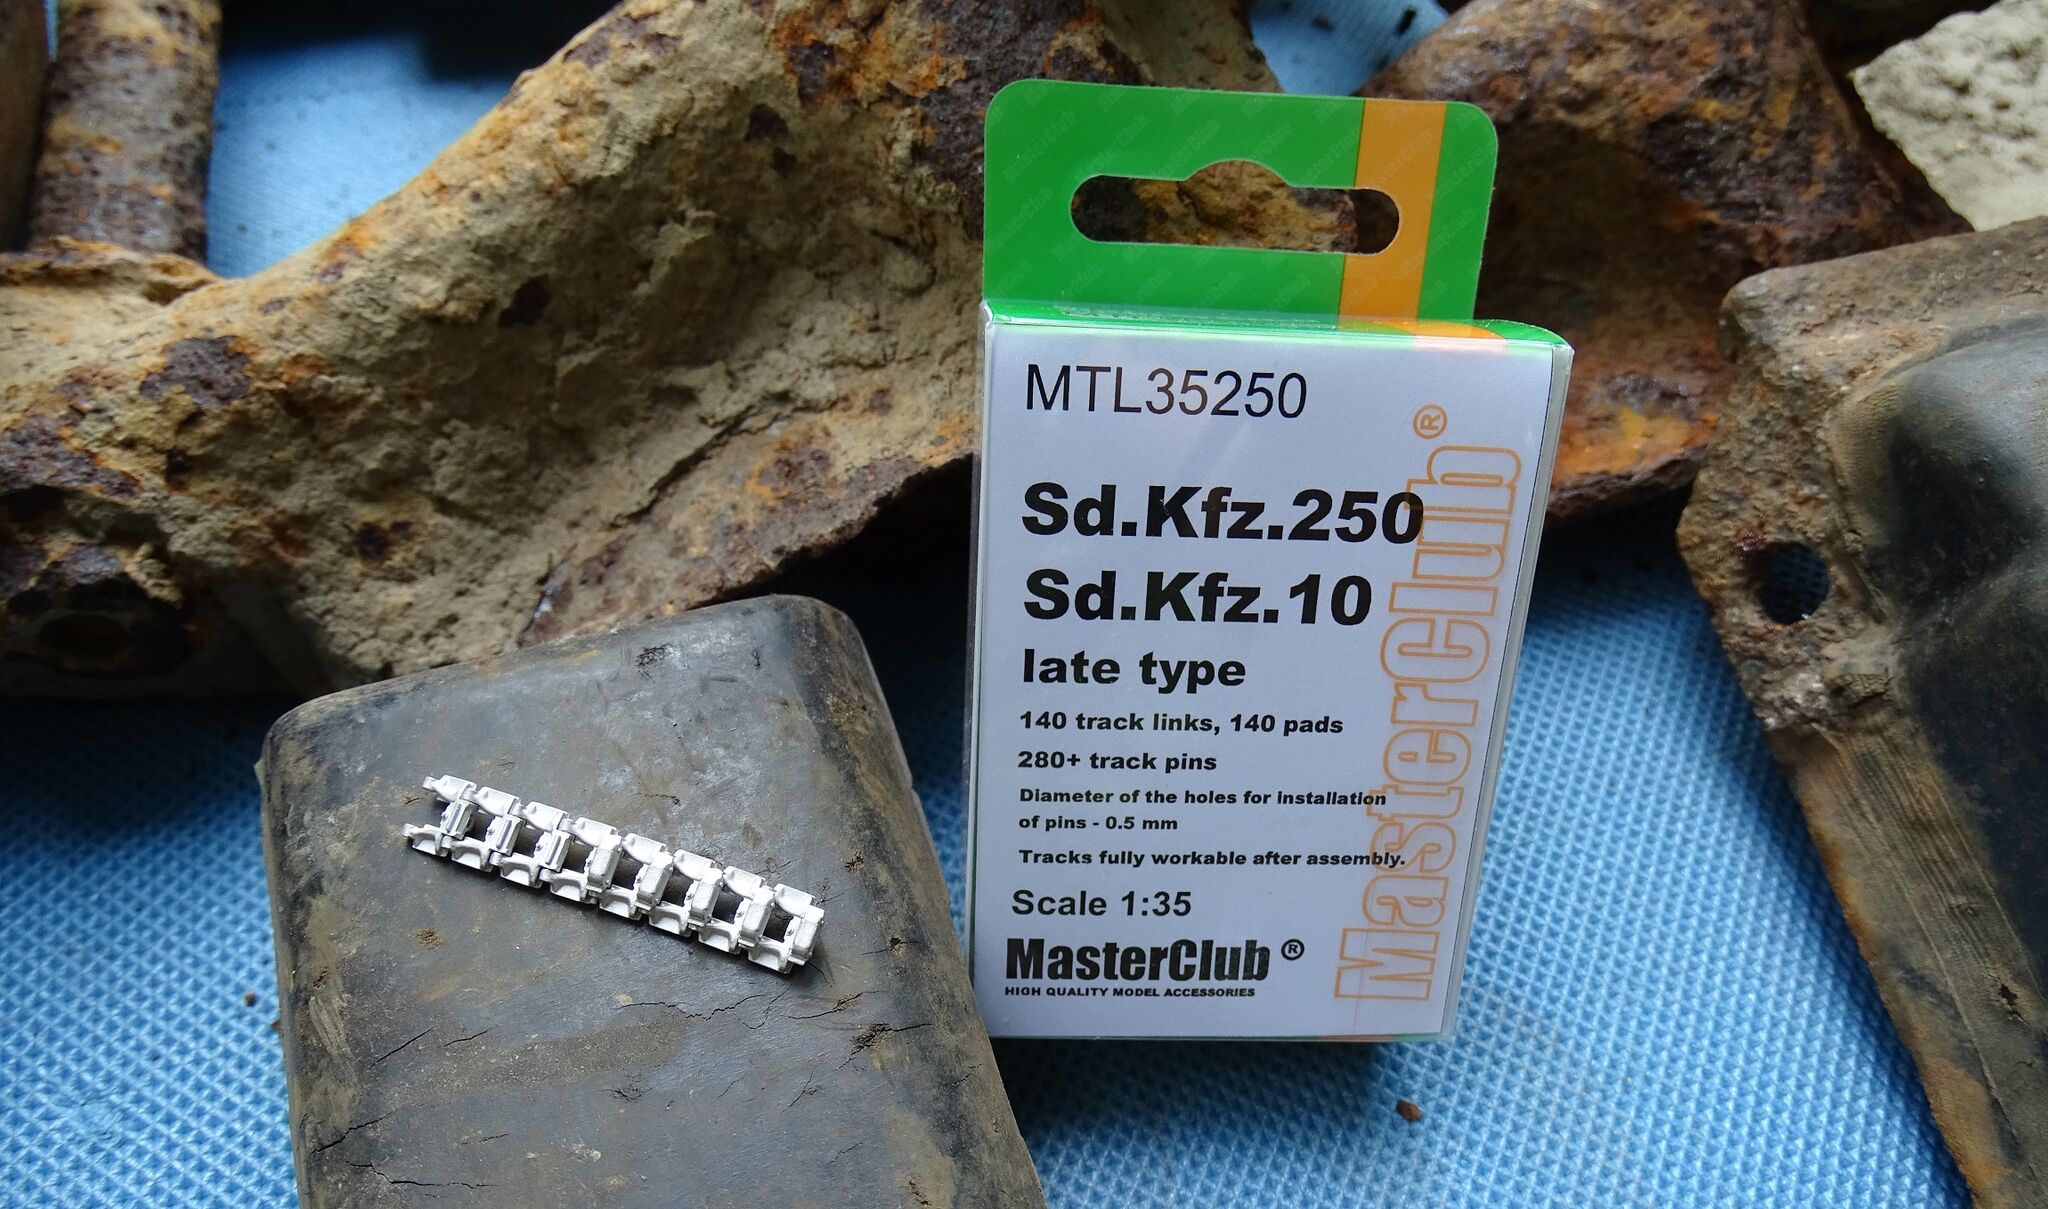 MTL35250
Sd.Kfz.250
Sd.Kfz.10
late type
140 track links, 140 pads
280+ track pins
Diameter of the holes for installation
of pins - 0.5 mm
Tracks fully workable after assembly.
Scale 1:35
MasterClub ®
HIGH QUALITY MODEL ACCESSORIES
MasterClub®